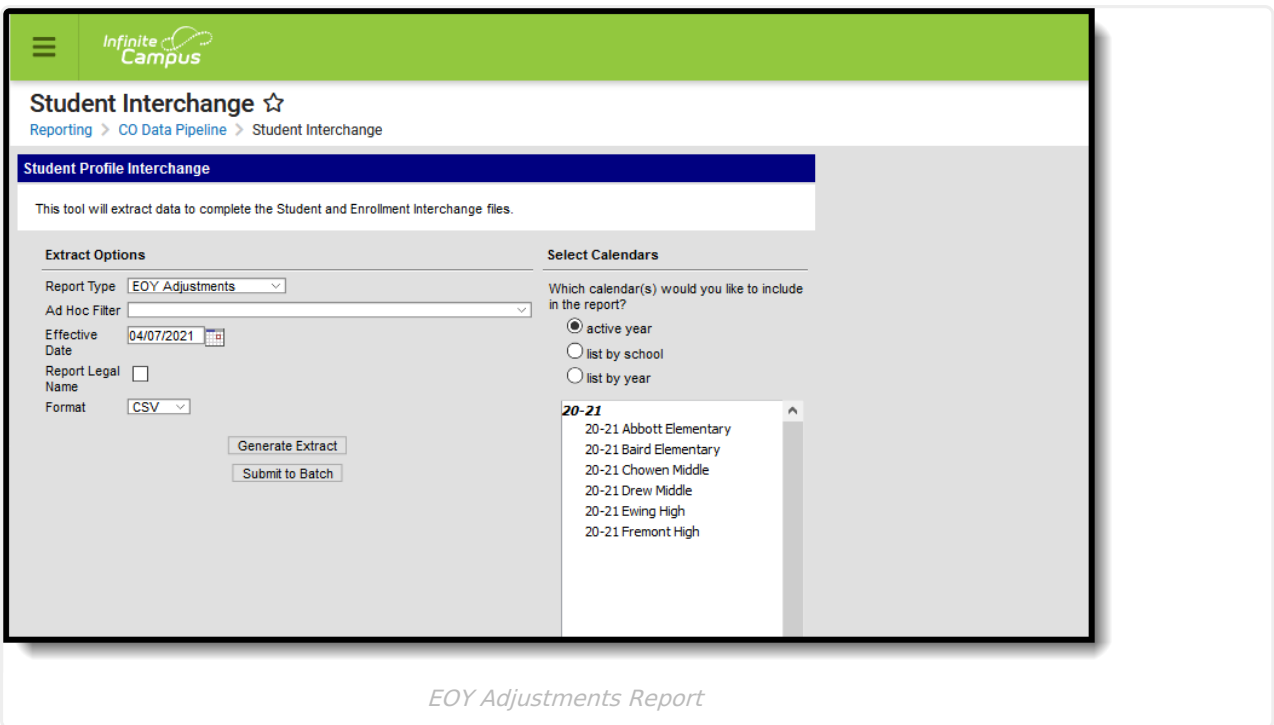 Infinite
Campus
Student Interchange
Reporting > CO Data Pipeline > Student Interchange
Student Profile Interchange
This tool will extract data to complete the Student and Enrollment Interchange files.
Extract Options
Report Type EOY Adjustments
Ad Hoc Filter
Effective Date 04/07/2021
Report Legal Name
Format CSV
Generate Extract
Submit to Batch
Select Calendars
Which calendar(s) would you like to include
in the report?
active year
list by school
list by year
20-21
20-21 Abbott Elementary
20-21 Baird Elementary
20-21 Chowen Middle
20-21 Drew Middle
20-21 Ewing High
20-21 Fremont High
EOY Adjustments Report